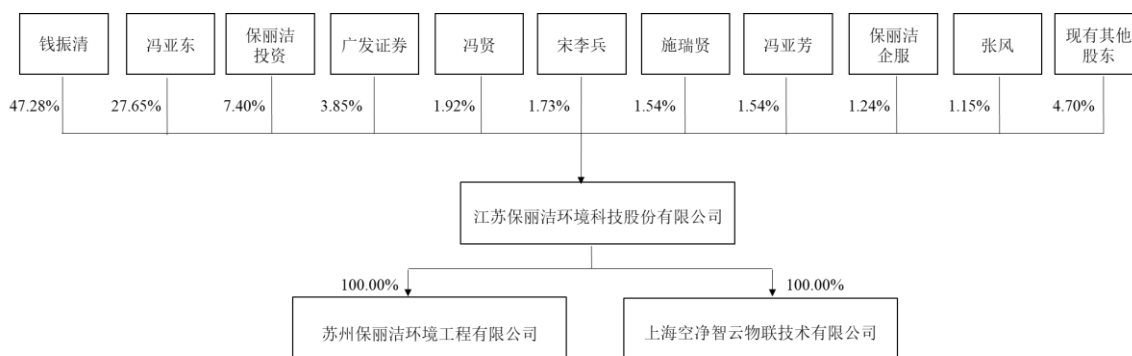 钱振清
冯亚东
保丽洁
投资
广发证券
冯贤
宋李兵
施瑞贤
冯亚芳
保丽洁
企服
张风
现有其他
股东
47.28%
27.65%
7.40%
3.85%
1.92%
1.73%
1.54%
1.54%
1.24%
1.15%
4.70%
江苏保丽洁环境科技股份有限公司
100.00%
100.00%
苏州保丽洁环境工程有限公司
上海空净智云物联技术有限公司